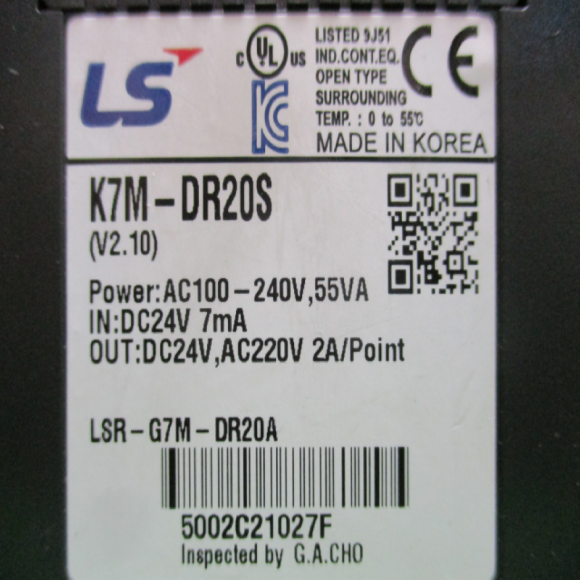 LS
C UL US
LISTED 9J51
IND.CONT.EQ.
OPEN TYPE
SURROUNDING
TEMP. : 0 to 55℃
CE
KC
MADE IN KOREA
K7M-DR20S
(V2.10)
Power:AC100-240V,55VA
IN:DC24V 7mA
OUT:DC24V,AC220V 2A/Point
LSR-G7M-DR20A
5002C21027F
Inspected by G.A.CHO